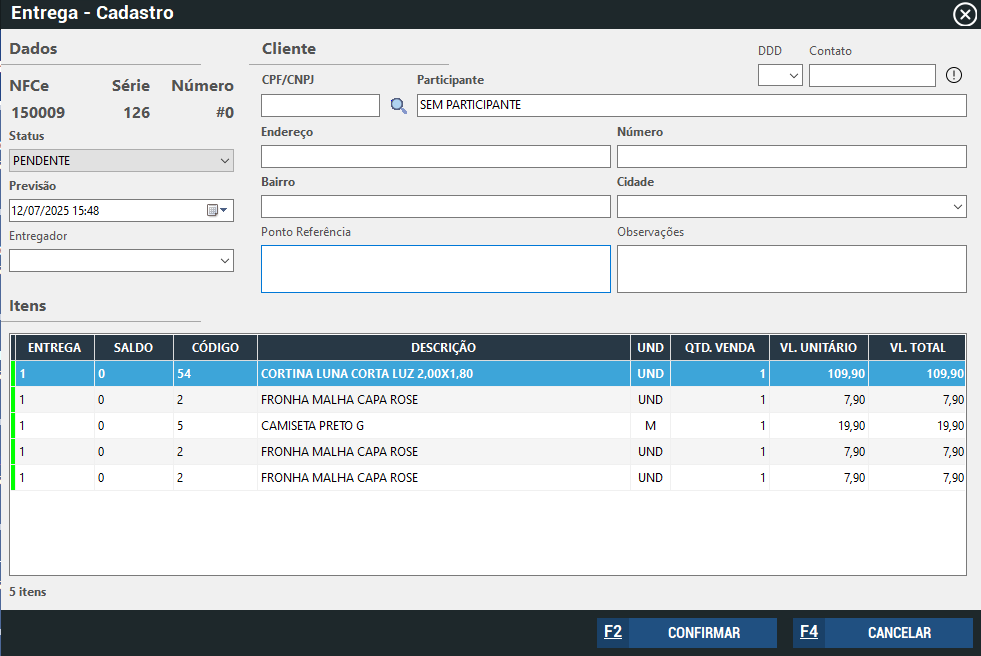 Entrega - Cadastro
Dados
Cliente
DDD Contato
NFCe Série Número
CPF/CNPJ Participante
150009 126 #0
SEM PARTICIPANTE
Status
Endereço Número
PENDENTE
Previsão
Bairro Cidade
12/07/2025 15:48
Entregador
Ponto Referência Observações
Itens
ENTREGA SALDO CÓDIGO DESCRIÇÃO UND QTD. VENDA VL. UNITÁRIO VL. TOTAL
1 0 54 CORTINA LUNA CORTA LUZ 2,00X1,80 UND 1 109,90 109,90
1 0 2 FRONHA MALHA CAPA ROSE UND 1 7,90 7,90
1 0 5 CAMISETA PRETO G M 1 19,90 19,90
1 0 2 FRONHA MALHA CAPA ROSE UND 1 7,90 7,90
1 0 2 FRONHA MALHA CAPA ROSE UND 1 7,90 7,90
5 itens
F2 CONFIRMAR F4 CANCELAR